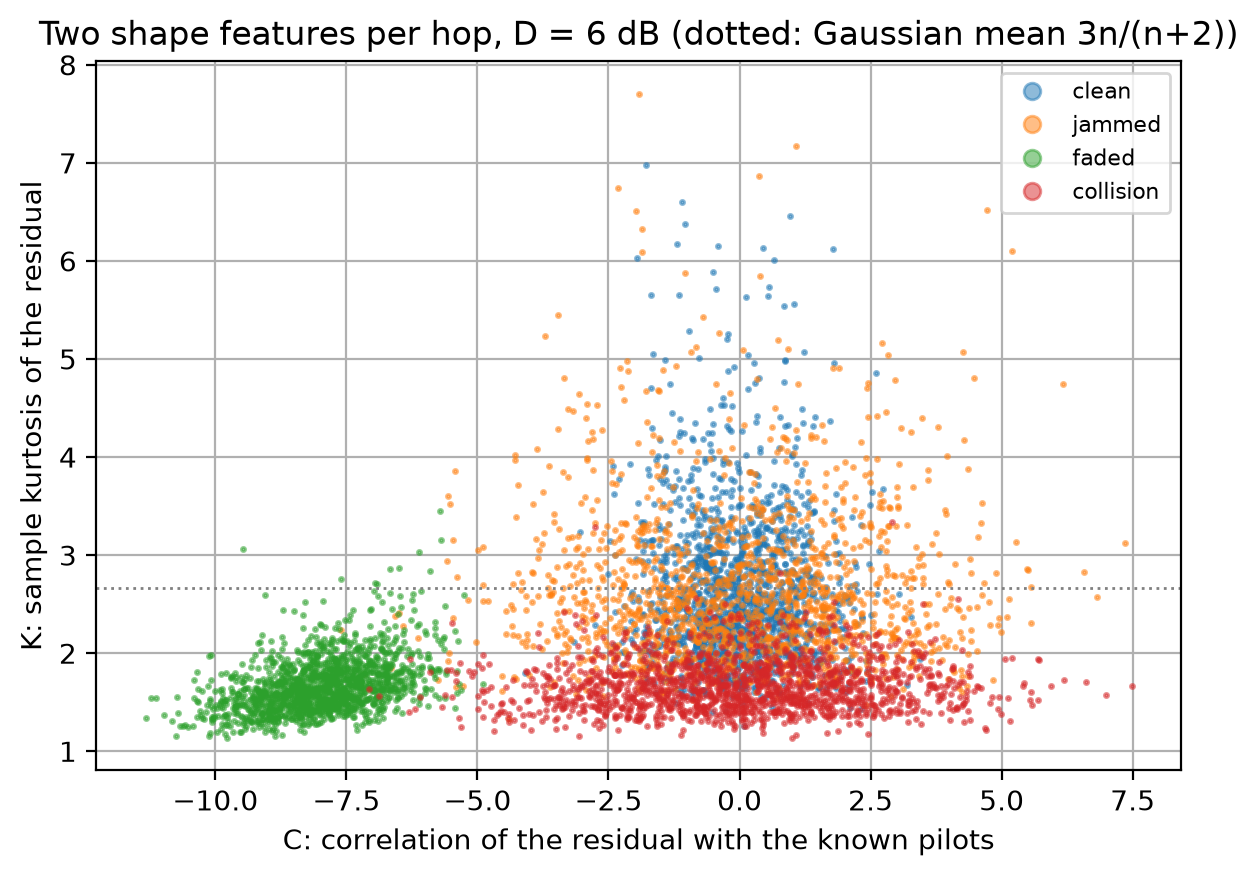 Two shape features per hop, D = 6 dB (dotted: Gaussian mean 3n/(n+2))
8
7
6
5
4
3
2
1
K: sample kurtosis of the residual
clean
jammed
faded
collision
−10.0 −7.5 −5.0 −2.5 0.0 2.5 5.0 7.5
C: correlation of the residual with the known pilots